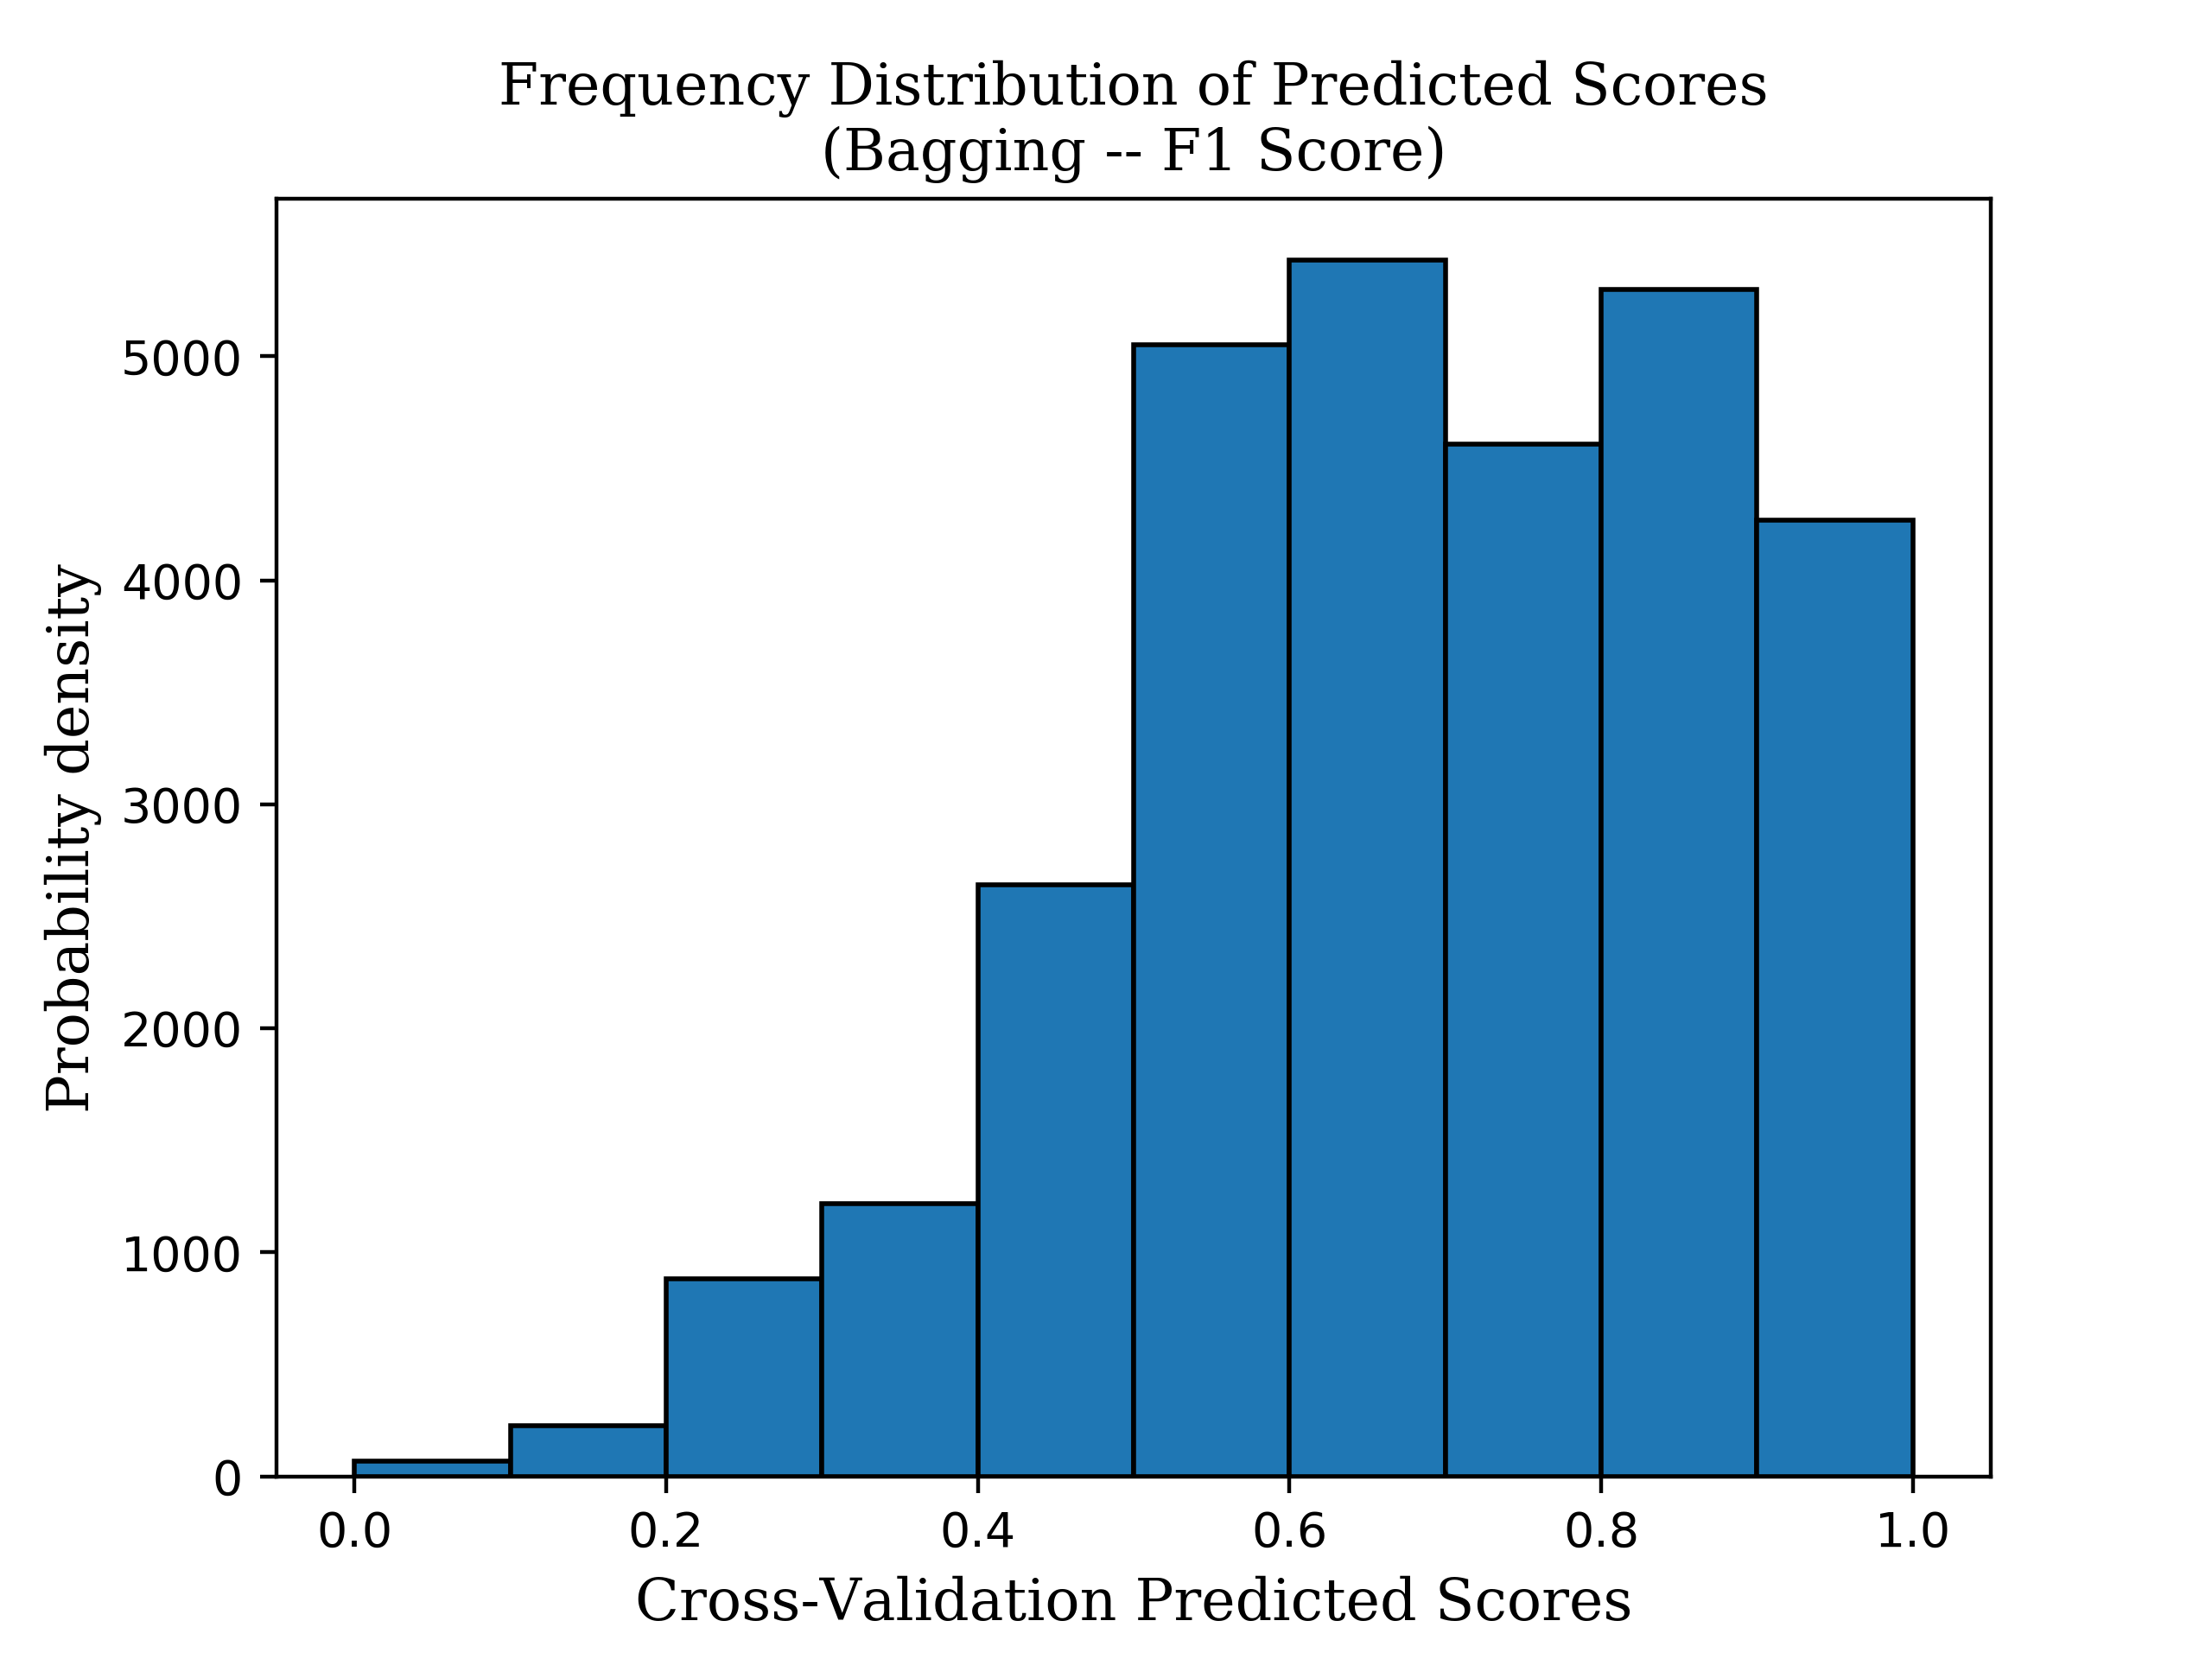 Frequency Distribution of Predicted Scores
(Bagging -- F1 Score)
Probability density
5000
4000
3000
2000
1000
0
0.0 0.2 0.4 0.6 0.8 1.0
Cross-Validation Predicted Scores